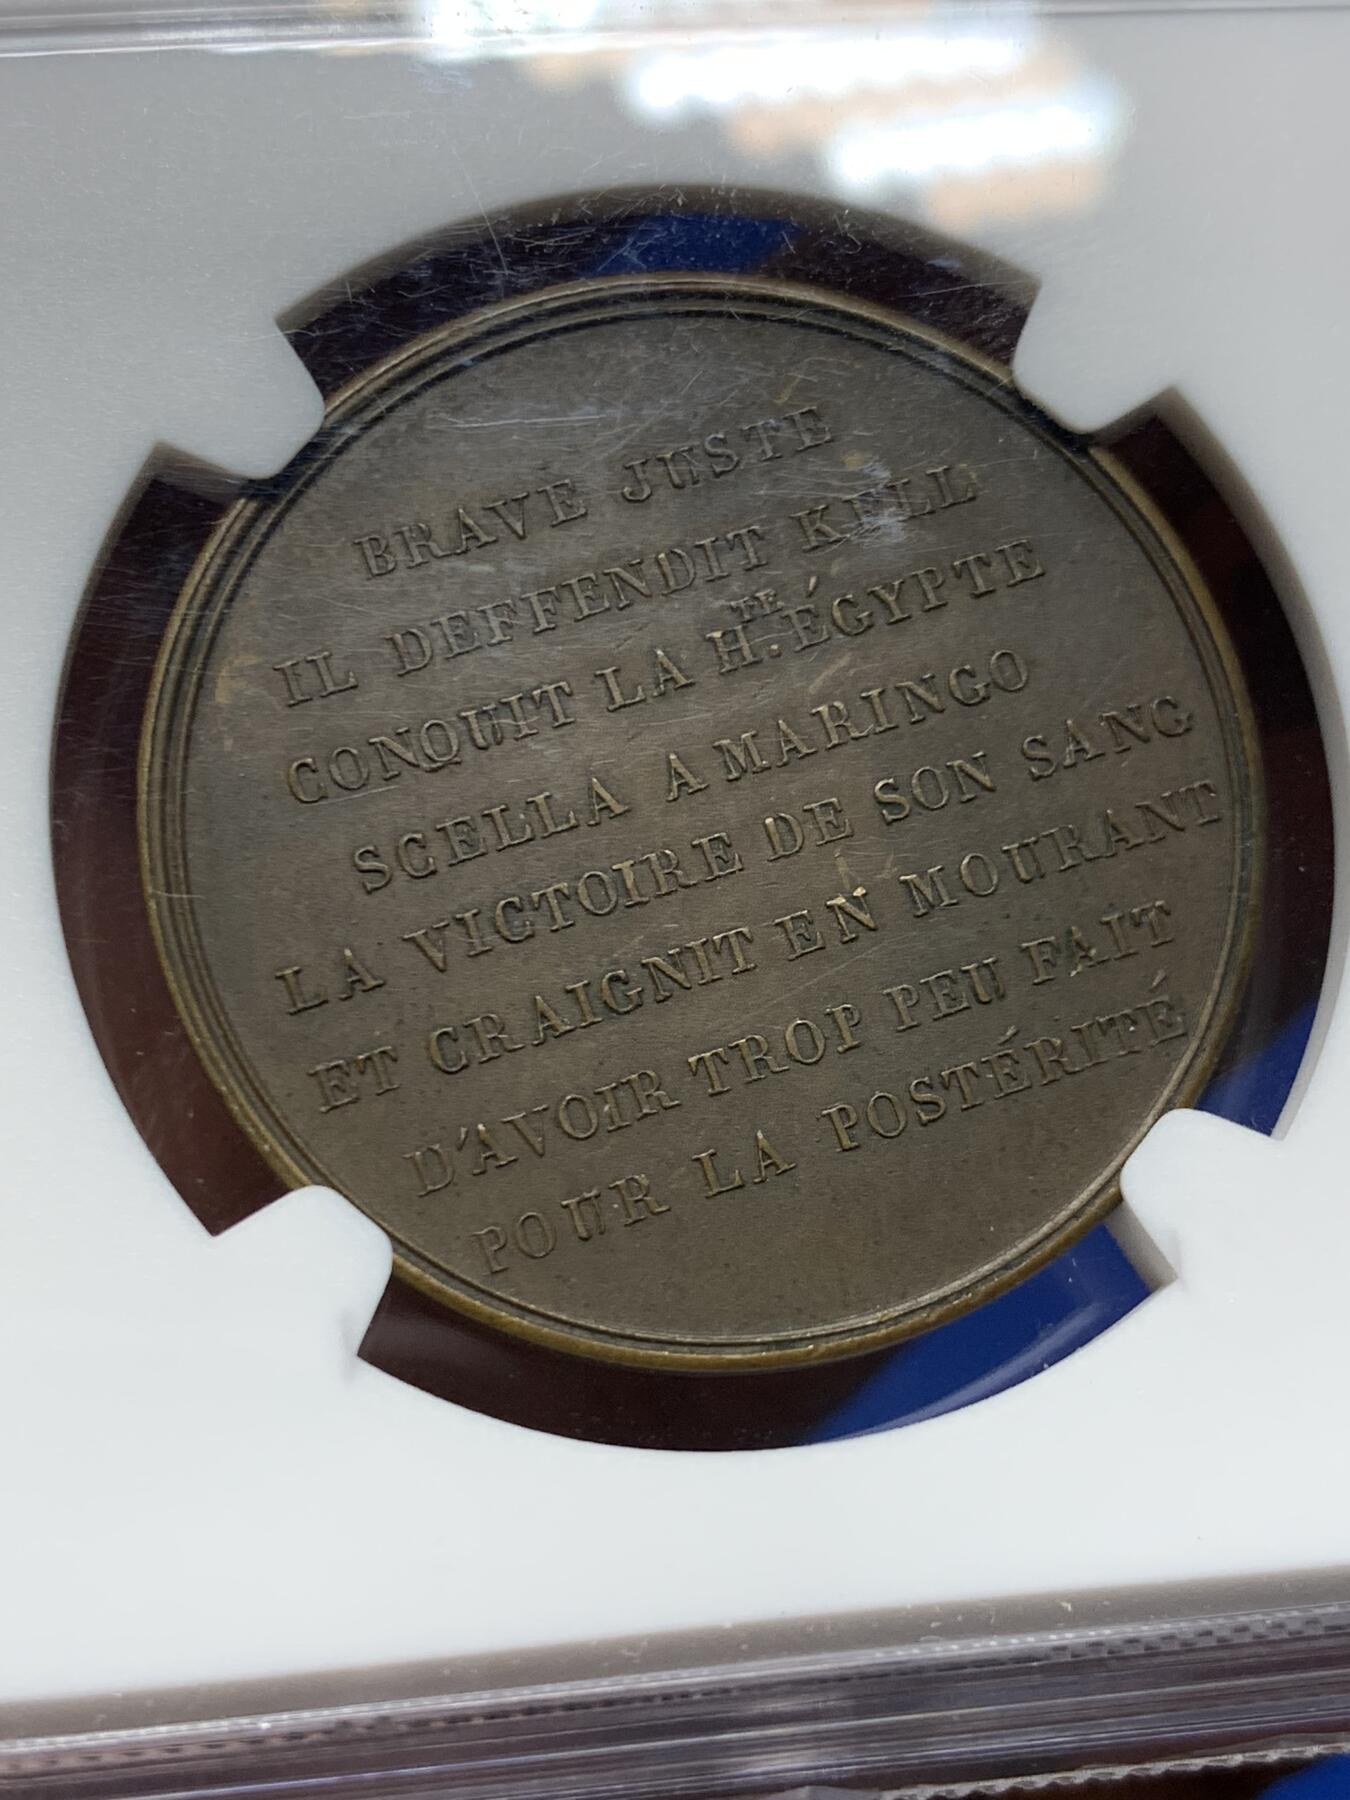 BRAVE JUSTE
IL DEFFENDIT KELL
CONQUIT LA H.TE ÉGYPTE
SCELLA A MARINGO
LA VICTOIRE DE SON SANG
ET CRAIGNIT EN MOURANT
D'AVOIR TROP PEU FAIT
POUR LA POSTÉRITÉ